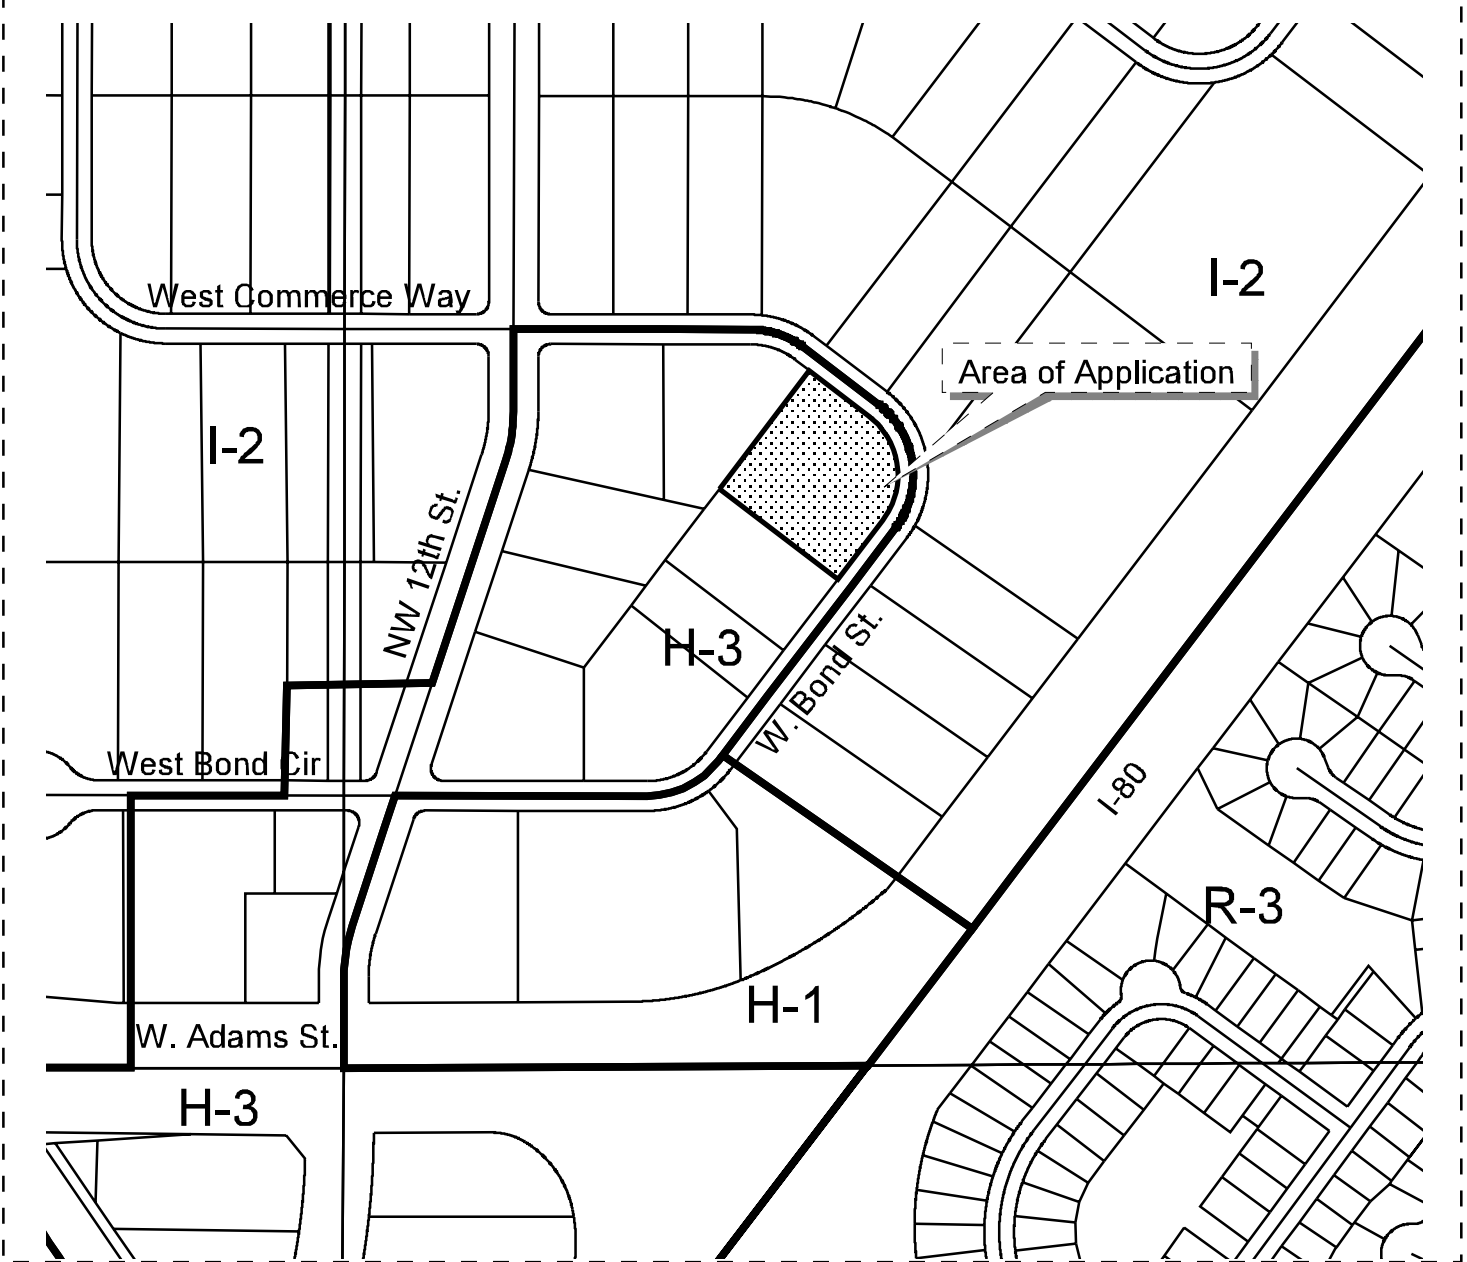 I-2
West Commerce Way
Area of Application
I-2
NW 12th St.
H-3
W. Bond St.
West Bond Cir
I-80
R-3
H-1
W. Adams St.
H-3